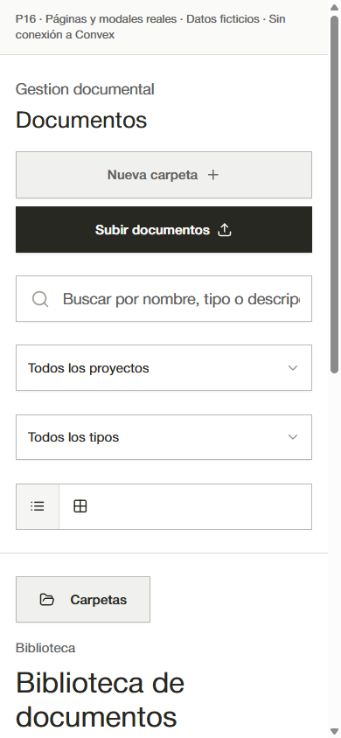 P16 · Páginas y modales reales · Datos ficticios · Sin
conexión a Convex
Gestion documental
Documentos
Nueva carpeta
Subir documentos
Buscar por nombre, tipo o descrip
Todos los proyectos
Todos los tipos
Carpetas
Biblioteca
Biblioteca de
documentos